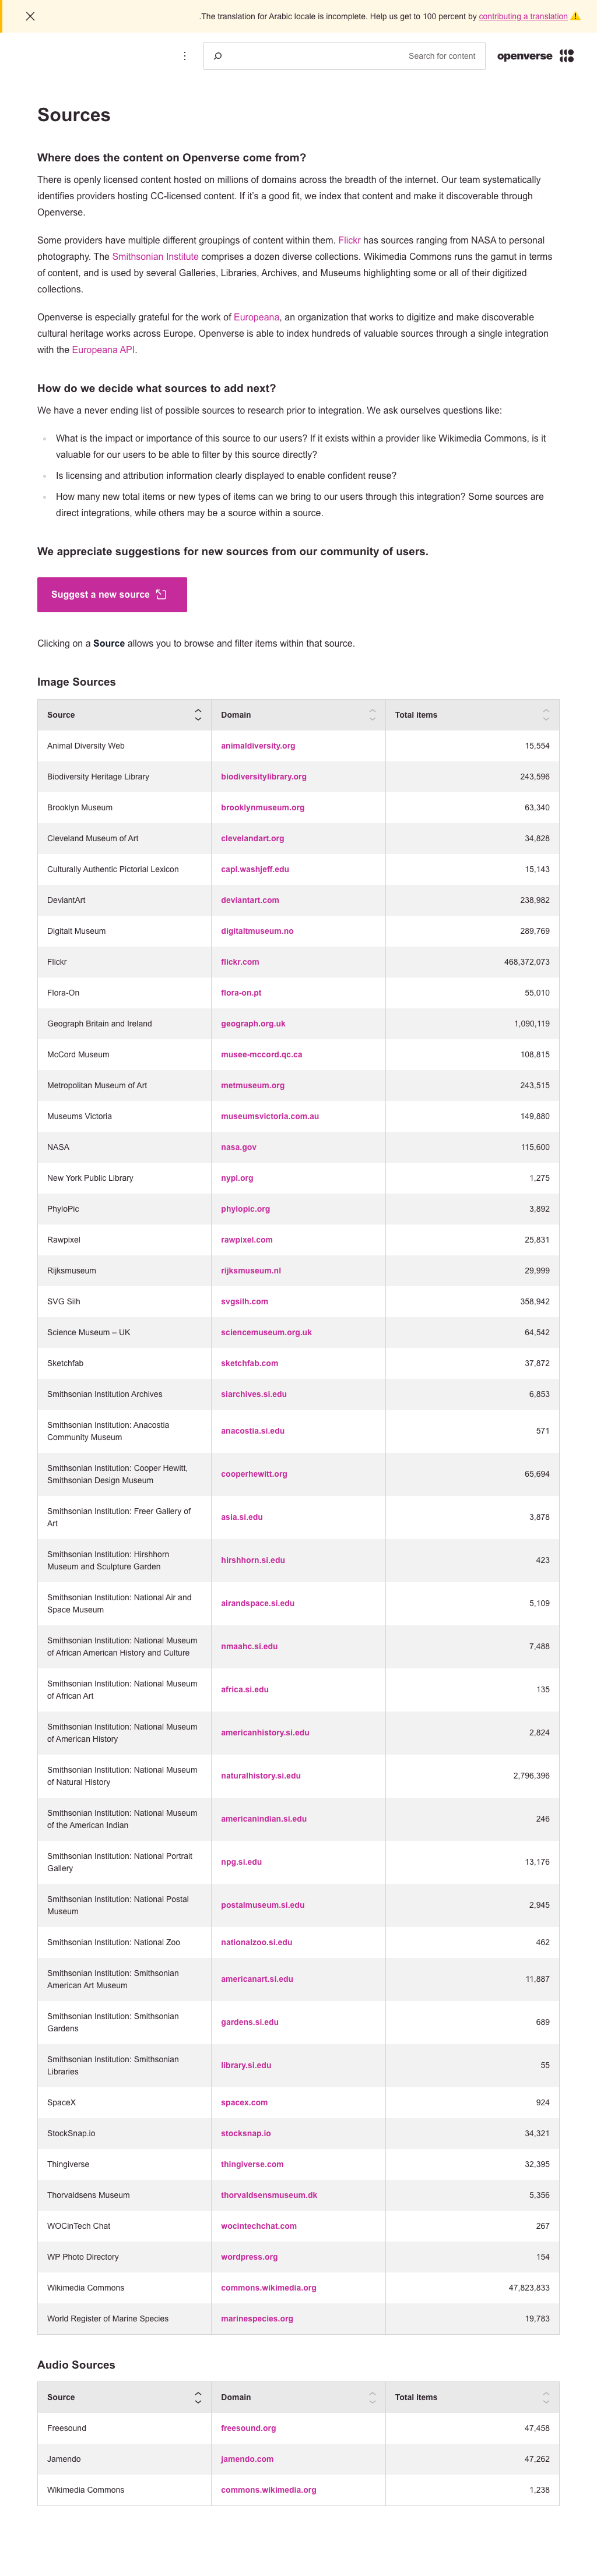 .The translation for Arabic locale is incomplete. Help us get to 100 percent by contributing a translation
Search for content
openverse
Sources
Where does the content on Openverse come from?
There is openly licensed content hosted on millions of domains across the breadth of the internet. Our team systematically
identifies providers hosting CC-licensed content. If it's a good fit, we index that content and make it discoverable through
Openverse.
Some providers have multiple different groupings of content within them. Flickr has sources ranging from NASA to personal
photography. The Smithsonian Institute comprises a dozen diverse collections. Wikimedia Commons runs the gamut in terms
of content, and is used by several Galleries, Libraries, Archives, and Museums highlighting some or all of their digitized
collections.
Openverse is especially grateful for the work of Europeana, an organization that works to digitize and make discoverable
cultural heritage works across Europe. Openverse is able to index hundreds of valuable sources through a single integration
with the Europeana API.
How do we decide what sources to add next?
We have a never ending list of possible sources to research prior to integration. We ask ourselves questions like:
What is the impact or importance of this source to our users? If it exists within a provider like Wikimedia Commons, is it
valuable for our users to be able to filter by this source directly?
Is licensing and attribution information clearly displayed to enable confident reuse?
How many new total items or new types of items can we bring to our users through this integration? Some sources are
direct integrations, while others may be a source within a source.
We appreciate suggestions for new sources from our community of users.
Suggest a new source
Clicking on a Source allows you to browse and filter items within that source.
Image Sources
Source Domain Total items
Animal Diversity Web animaldiversity.org 15,554
Biodiversity Heritage Library biodiversitylibrary.org 243,596
Brooklyn Museum brooklynmuseum.org 63,340
Cleveland Museum of Art clevelandart.org 34,828
Culturally Authentic Pictorial Lexicon capl.washjeff.edu 15,143
DeviantArt deviantart.com 238,982
Digitalt Museum digitaltmuseum.no 289,769
Flickr flickr.com 468,372,073
Flora-On flora-on.pt 55,010
Geograph Britain and Ireland geograph.org.uk 1,090,119
McCord Museum musee-mccord.qc.ca 108,815
Metropolitan Museum of Art metmuseum.org 243,515
Museums Victoria museumsvictoria.com.au 149,880
NASA nasa.gov 115,600
New York Public Library nypl.org 1,275
PhyloPic phylopic.org 3,892
Rawpixel rawpixel.com 25,831
Rijksmuseum rijksmuseum.nl 29,999
SVG Silh svgsilh.com 358,942
Science Museum – UK sciencemuseum.org.uk 64,542
Sketchfab sketchfab.com 37,872
Smithsonian Institution Archives siarchives.si.edu 6,853
Smithsonian Institution: Anacostia
Community Museum anacostia.si.edu 571
Smithsonian Institution: Cooper Hewitt,
Smithsonian Design Museum cooperhewitt.org 65,694
Smithsonian Institution: Freer Gallery of
Art asia.si.edu 3,878
Smithsonian Institution: Hirshhorn
Museum and Sculpture Garden hirshhorn.si.edu 423
Smithsonian Institution: National Air and
Space Museum airandspace.si.edu 5,109
Smithsonian Institution: National Museum
of African American History and Culture nmaahc.si.edu 7,488
Smithsonian Institution: National Museum
of African Art africa.si.edu 135
Smithsonian Institution: National Museum
of American History americanhistory.si.edu 2,824
Smithsonian Institution: National Museum
of Natural History naturalhistory.si.edu 2,796,396
Smithsonian Institution: National Museum
of the American Indian americanindian.si.edu 246
Smithsonian Institution: National Portrait
Gallery npg.si.edu 13,176
Smithsonian Institution: National Postal
Museum postalmuseum.si.edu 2,945
Smithsonian Institution: National Zoo nationalzoo.si.edu 462
Smithsonian Institution: Smithsonian
American Art Museum americanart.si.edu 11,887
Smithsonian Institution: Smithsonian
Gardens gardens.si.edu 689
Smithsonian Institution: Smithsonian
Libraries library.si.edu 55
SpaceX spacex.com 924
StockSnap.io stocksnap.io 34,321
Thingiverse thingiverse.com 32,395
Thorvaldsens Museum thorvaldsensmuseum.dk 5,356
WOCinTech Chat wocintechchat.com 267
WP Photo Directory wordpress.org 154
Wikimedia Commons commons.wikimedia.org 47,823,833
World Register of Marine Species marinespecies.org 19,783
Audio Sources
Source Domain Total items
Freesound freesound.org 47,458
Jamendo jamendo.com 47,262
Wikimedia Commons commons.wikimedia.org 1,238